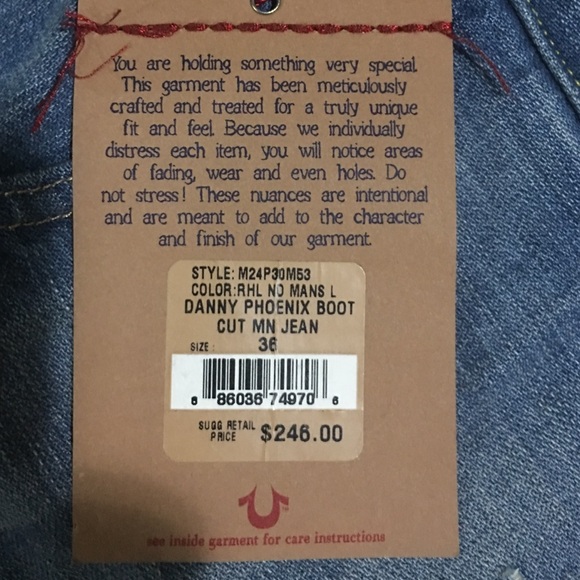 You are holding something very special.
This garment has been meticulously
crafted and treated for a truly unique
fit and feel. Because we individually
distress each item, you will notice areas
of fading, wear and even holes. Do
not stress! These nuances are intentional
and are meant to add to the character
and finish of our garment.
STYLE: M24P30M53
COLOR:RHL NO MANS L
DANNY PHOENIX BOOT
CUT MN JEAN
SIZE : 36
6 86036 74970 6
SUGG RETAIL
PRICE $246.00
see inside garment for care instructions